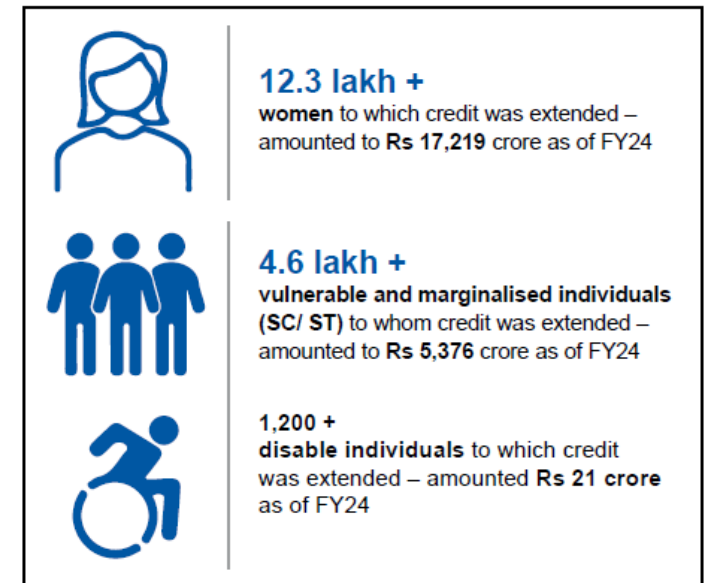 12.3 lakh +
women to which credit was extended –
amounted to Rs 17,219 crore as of FY24
4.6 lakh +
vulnerable and marginalised individuals
(SC/ ST) to whom credit was extended –
amounted to Rs 5,376 crore as of FY24
1,200 +
disable individuals to which credit
was extended – amounted Rs 21 crore
as of FY24